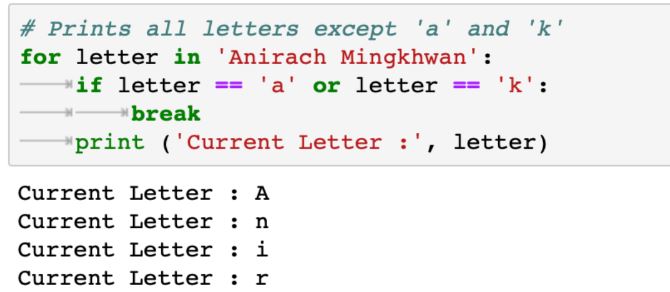 # Prints all letters except 'a' and 'k'
for letter in 'Anirach Mingkhwan':
if letter == 'a' or letter == 'k':
break
print ('Current Letter :', letter)
Current Letter : A
Current Letter : n
Current Letter : i
Current Letter : r